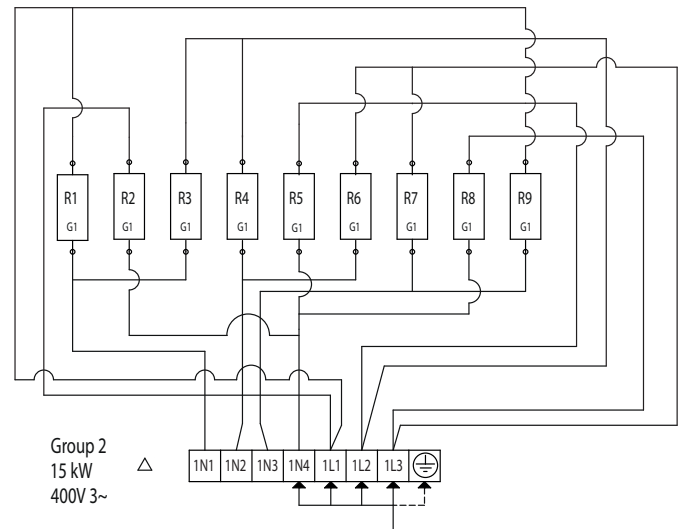 R1 R2 R3 R4 R5 R6 R7 R8 R9
G1 G1 G1 G1 G1 G1 G1 G1 G1
Group 2
15 kW
400V 3~
1N1 1N2 1N3 1N4 1L1 1L2 1L3